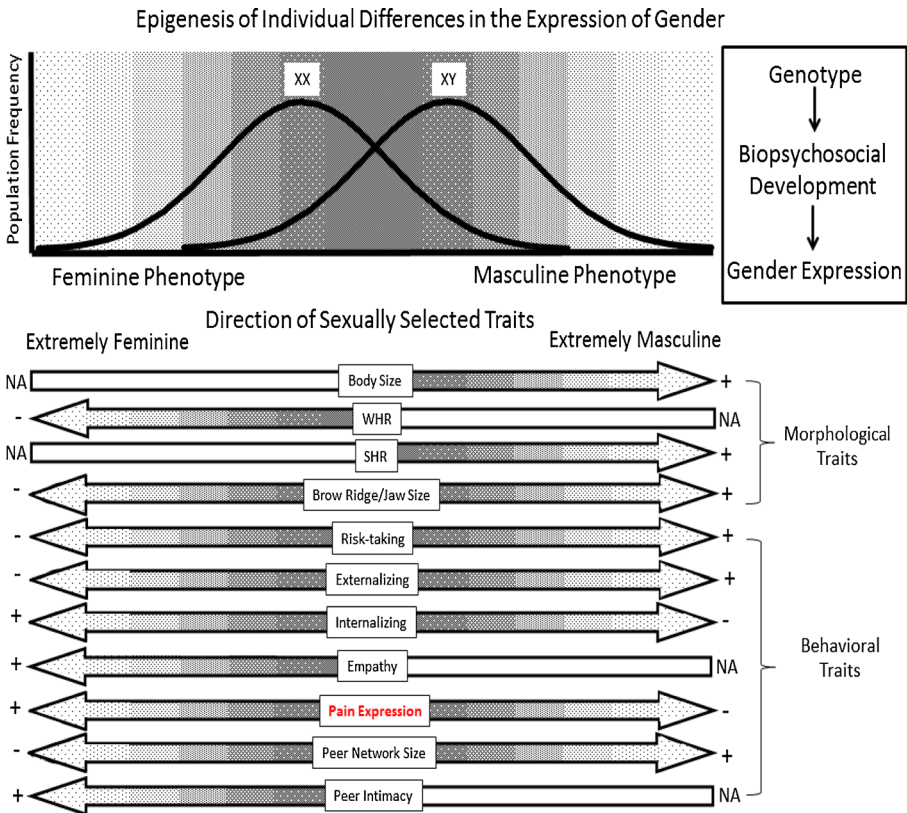 Epigenesis of Individual Differences in the Expression of Gender
Population Frequency
XX
XY
Feminine Phenotype
Masculine Phenotype
Genotype
Biopsychosocial
Development
Gender Expression
Direction of Sexually Selected Traits
Extremely Feminine
Extremely Masculine
NA Body Size +
- WHR NA
NA SHR +
- Brow Ridge/Jaw Size +
Morphological
Traits
- Risk-taking +
- Externalizing +
+ Internalizing -
+ Empathy NA
+ Pain Expression -
- Peer Network Size +
+ Peer Intimacy NA
Behavioral
Traits